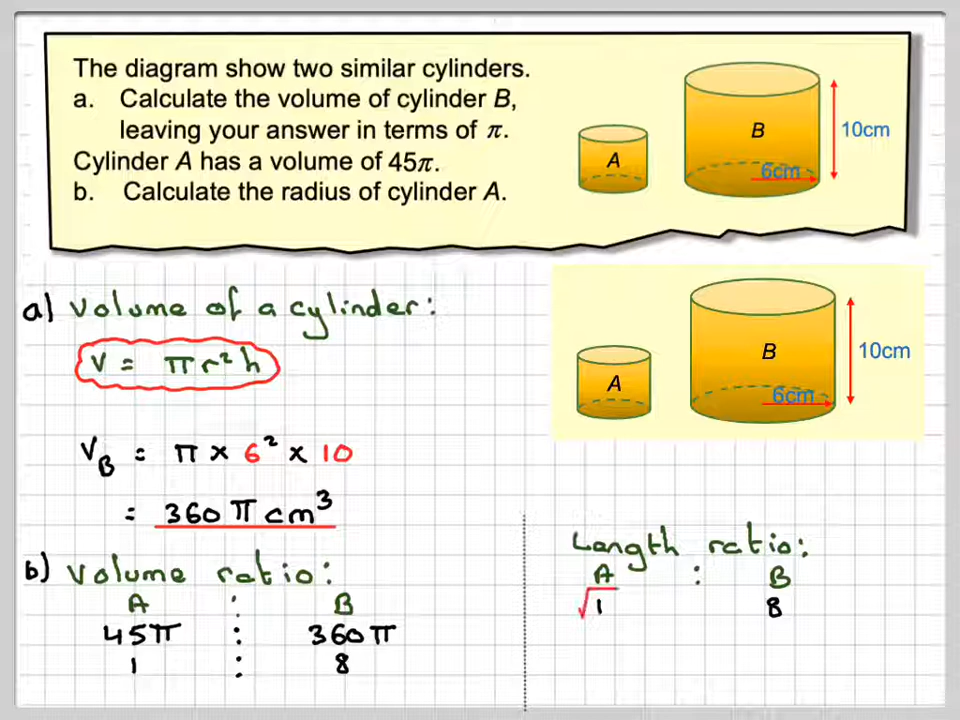 The diagram show two similar cylinders.
a. Calculate the volume of cylinder B,
leaving your answer in terms of π.
Cylinder A has a volume of 45π.
b. Calculate the radius of cylinder A.
A
B
10cm
6cm
a) Volume of a cylinder:
V = πr²h
V_B = π × 6² × 10
= 360π cm³
A
B
10cm
6cm
b) Volume ratio:
A : B
45π : 360π
1 : 8
Length ratio:
A : B
√1 8